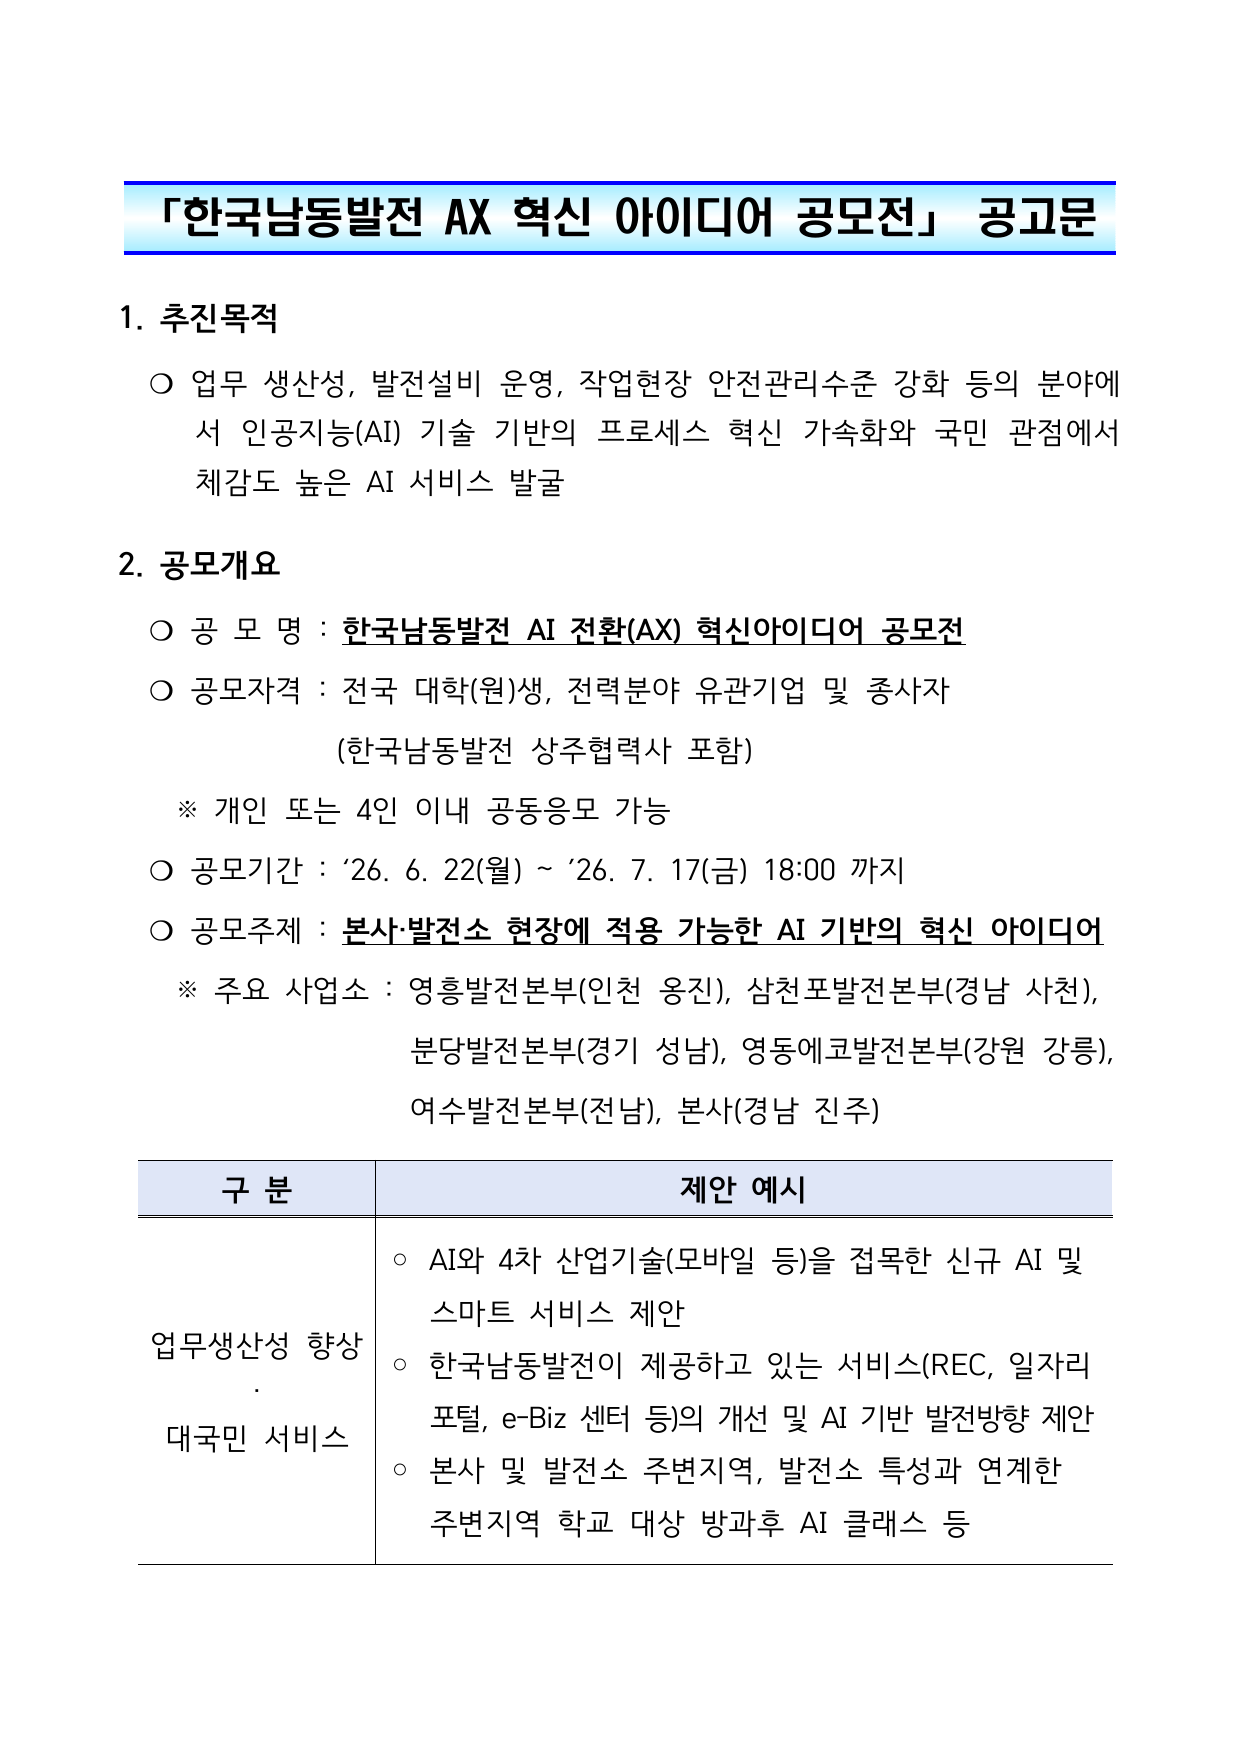 「한국남동발전 AX 혁신 아이디어 공모전」 공고문
1. 추진목적
❍ 업무 생산성, 발전설비 운영, 작업현장 안전관리수준 강화 등의 분야에
서 인공지능(AI) 기술 기반의 프로세스 혁신 가속화와 국민 관점에서
체감도 높은 AI 서비스 발굴
2. 공모개요
❍ 공 모 명 : 한국남동발전 AI 전환(AX) 혁신아이디어 공모전
❍ 공모자격 : 전국 대학(원)생, 전력분야 유관기업 및 종사자
(한국남동발전 상주협력사 포함)
※ 개인 또는 4인 이내 공동응모 가능
❍ 공모기간 : ‘26. 6. 22(월) ~ ’26. 7. 17(금) 18:00 까지
❍ 공모주제 : 본사·발전소 현장에 적용 가능한 AI 기반의 혁신 아이디어
※ 주요 사업소 : 영흥발전본부(인천 옹진), 삼천포발전본부(경남 사천),
분당발전본부(경기 성남), 영동에코발전본부(강원 강릉),
여수발전본부(전남), 본사(경남 진주)
구 분 제안 예시
업무생산성 향상
·
대국민 서비스
○ AI와 4차 산업기술(모바일 등)을 접목한 신규 AI 및
스마트 서비스 제안
○ 한국남동발전이 제공하고 있는 서비스(REC, 일자리
포털, e-Biz 센터 등)의 개선 및 AI 기반 발전방향 제안
○ 본사 및 발전소 주변지역, 발전소 특성과 연계한
주변지역 학교 대상 방과후 AI 클래스 등